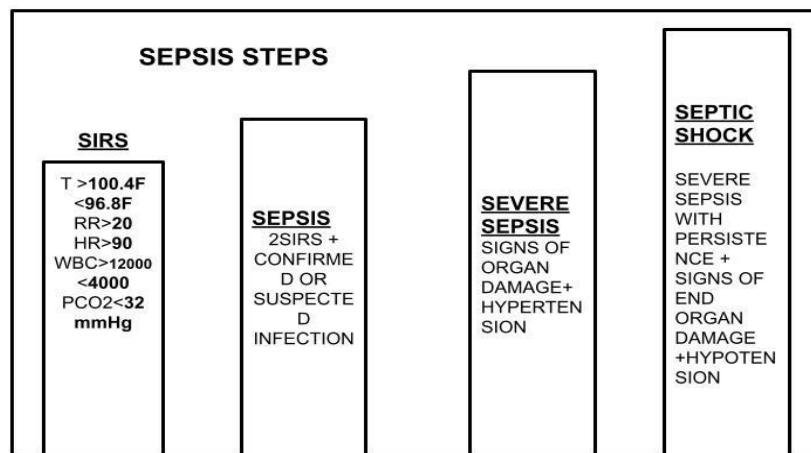 SEPSIS STEPS
SIRS
T >100.4F
<96.8F
RR>20
HR>90
WBC>12000
<4000
PCO2<32
mmHg
SEPSIS
2SIRS +
CONFIRME
D OR
SUSPECTE
D
INFECTION
SEVERE
SEPSIS
SIGNS OF
ORGAN
DAMAGE+
HYPERTEN
SION
SEPTIC
SHOCK
SEVERE
SEPSIS
WITH
PERSISTE
NCE +
SIGNS OF
END
ORGAN
DAMAGE
+HYPOTEN
SION